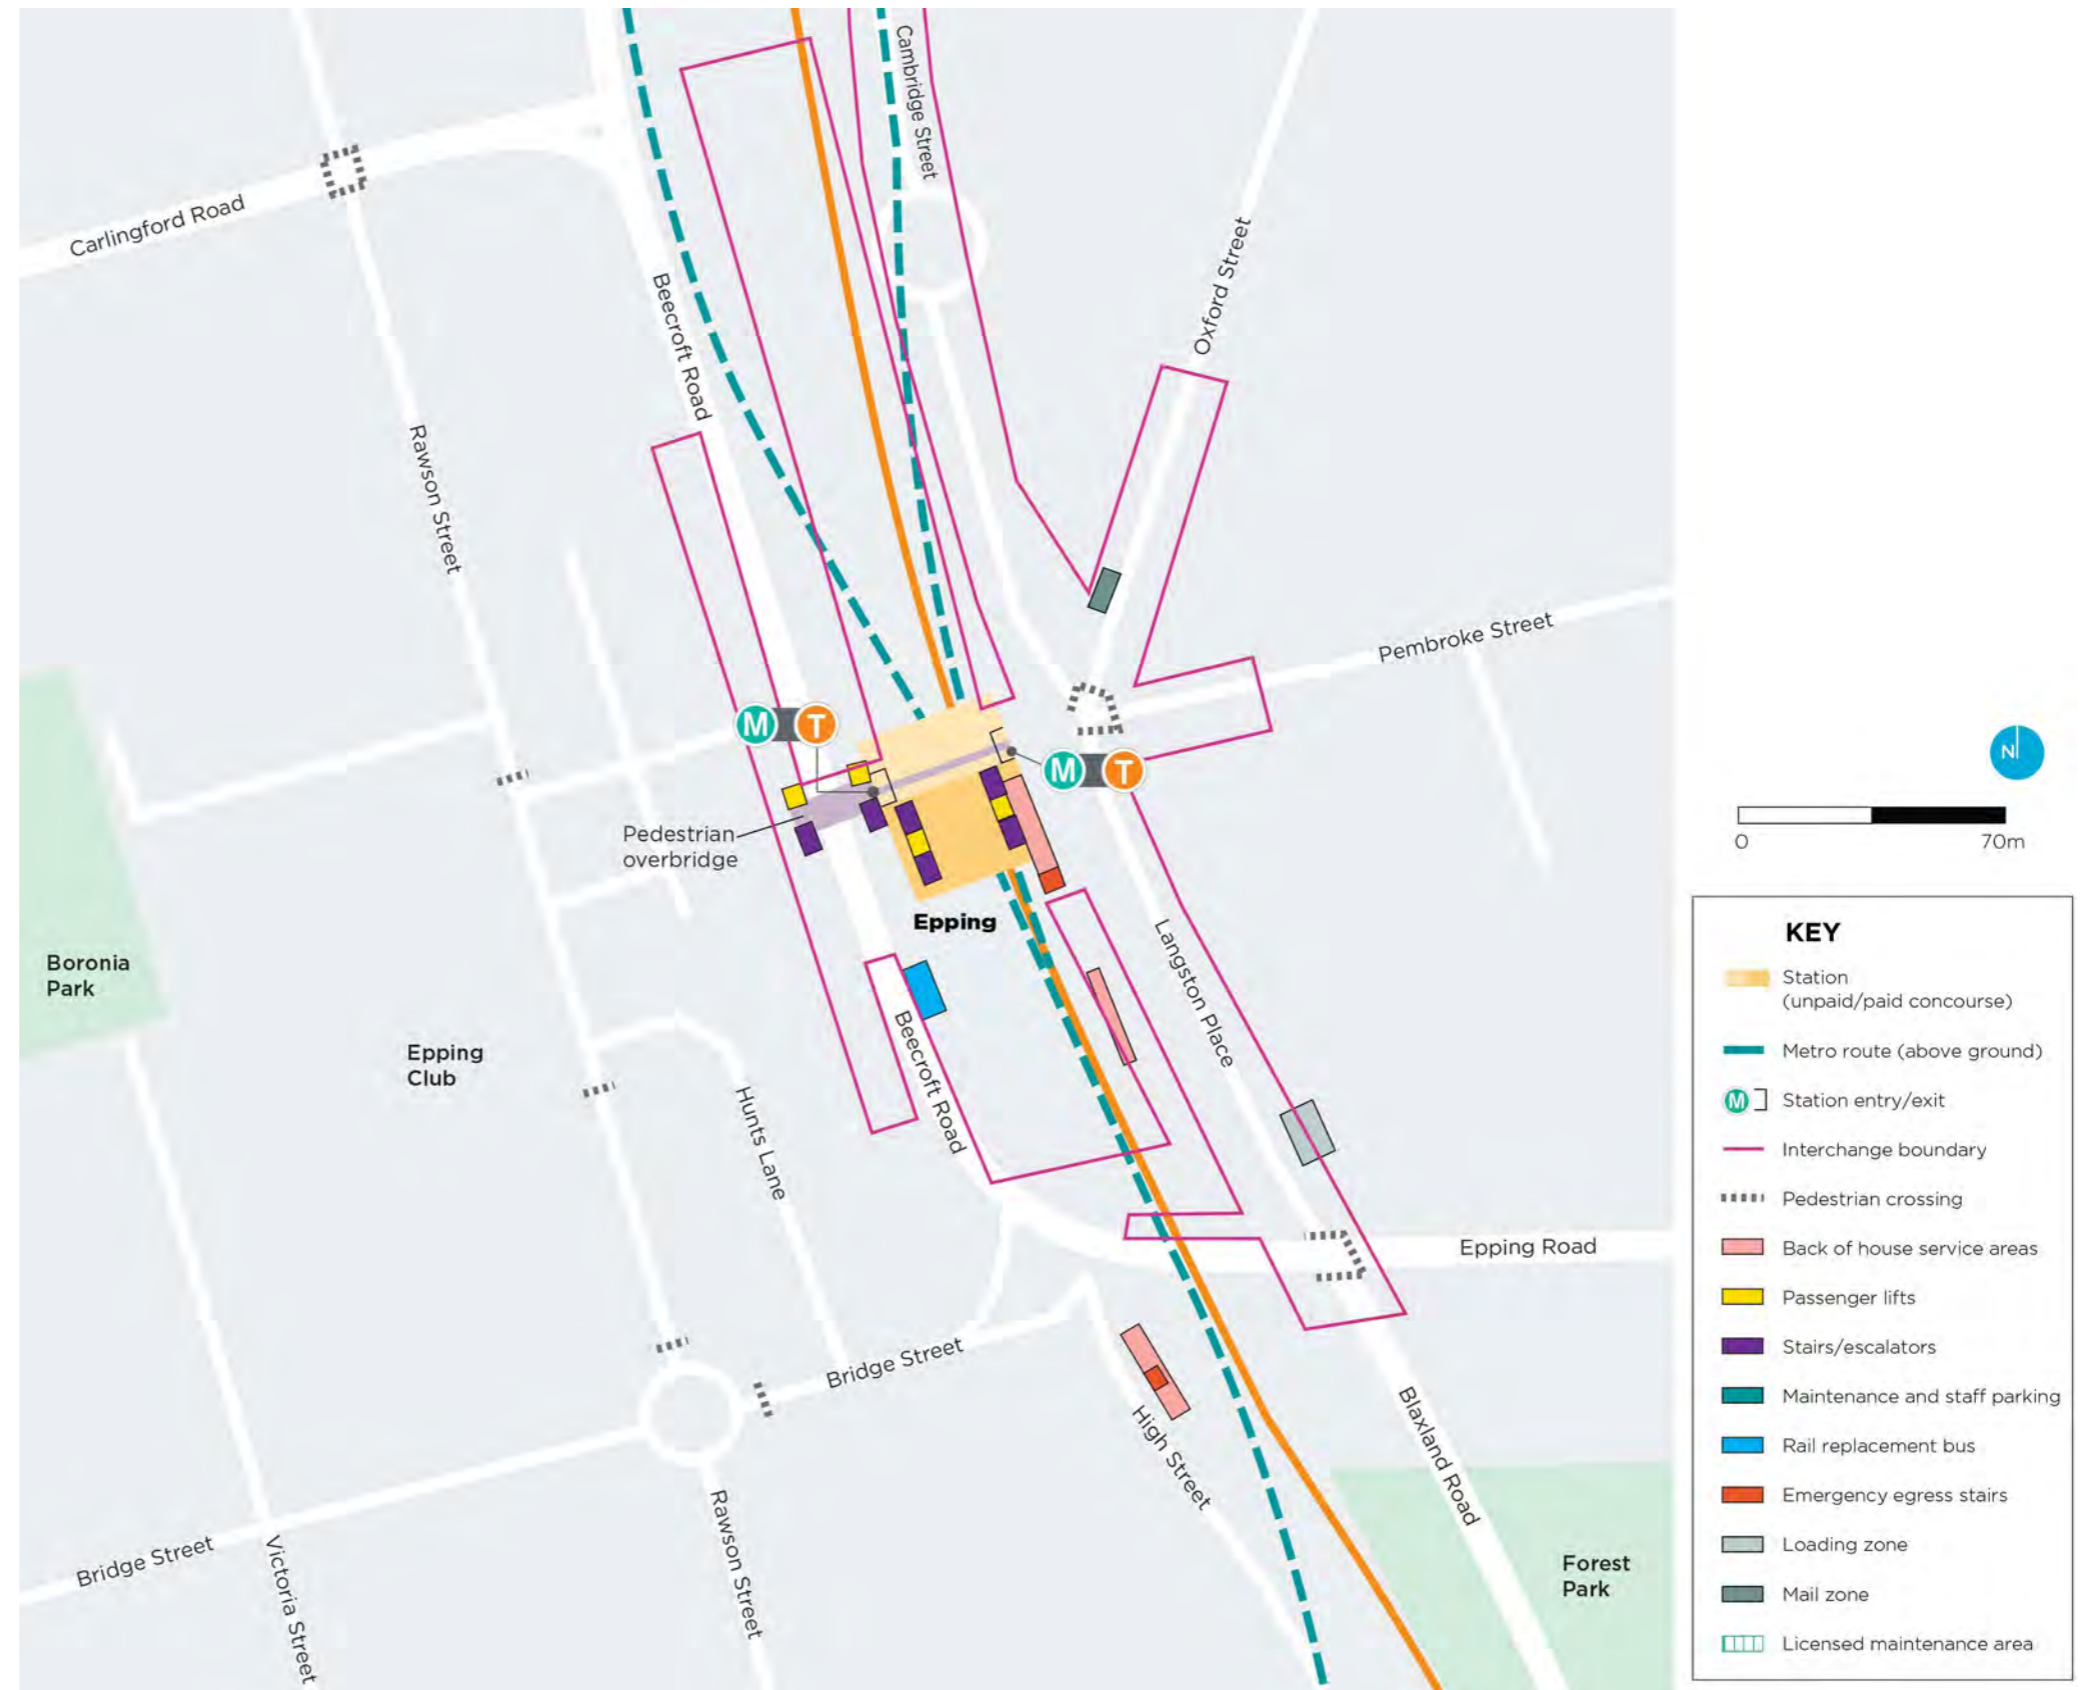 Cambridge Street
Carlingford Road
Oxford Street
Beecroft Road
Rawson Street
Pembroke Street
M T
M T
N
Pedestrian
overbridge
0 70m
Epping
Boronia
Park
Langston Place
Beecroft Road
Epping
Club
Hunts Lane
Epping Road
Bridge Street
High Street
Blaxland Road
Rawson Street
Bridge Street
Victoria Street
Forest
Park
KEY
Station
(unpaid/paid concourse)
Metro route (above ground)
M Station entry/exit
Interchange boundary
Pedestrian crossing
Back of house service areas
Passenger lifts
Stairs/escalators
Maintenance and staff parking
Rail replacement bus
Emergency egress stairs
Loading zone
Mail zone
Licensed maintenance area